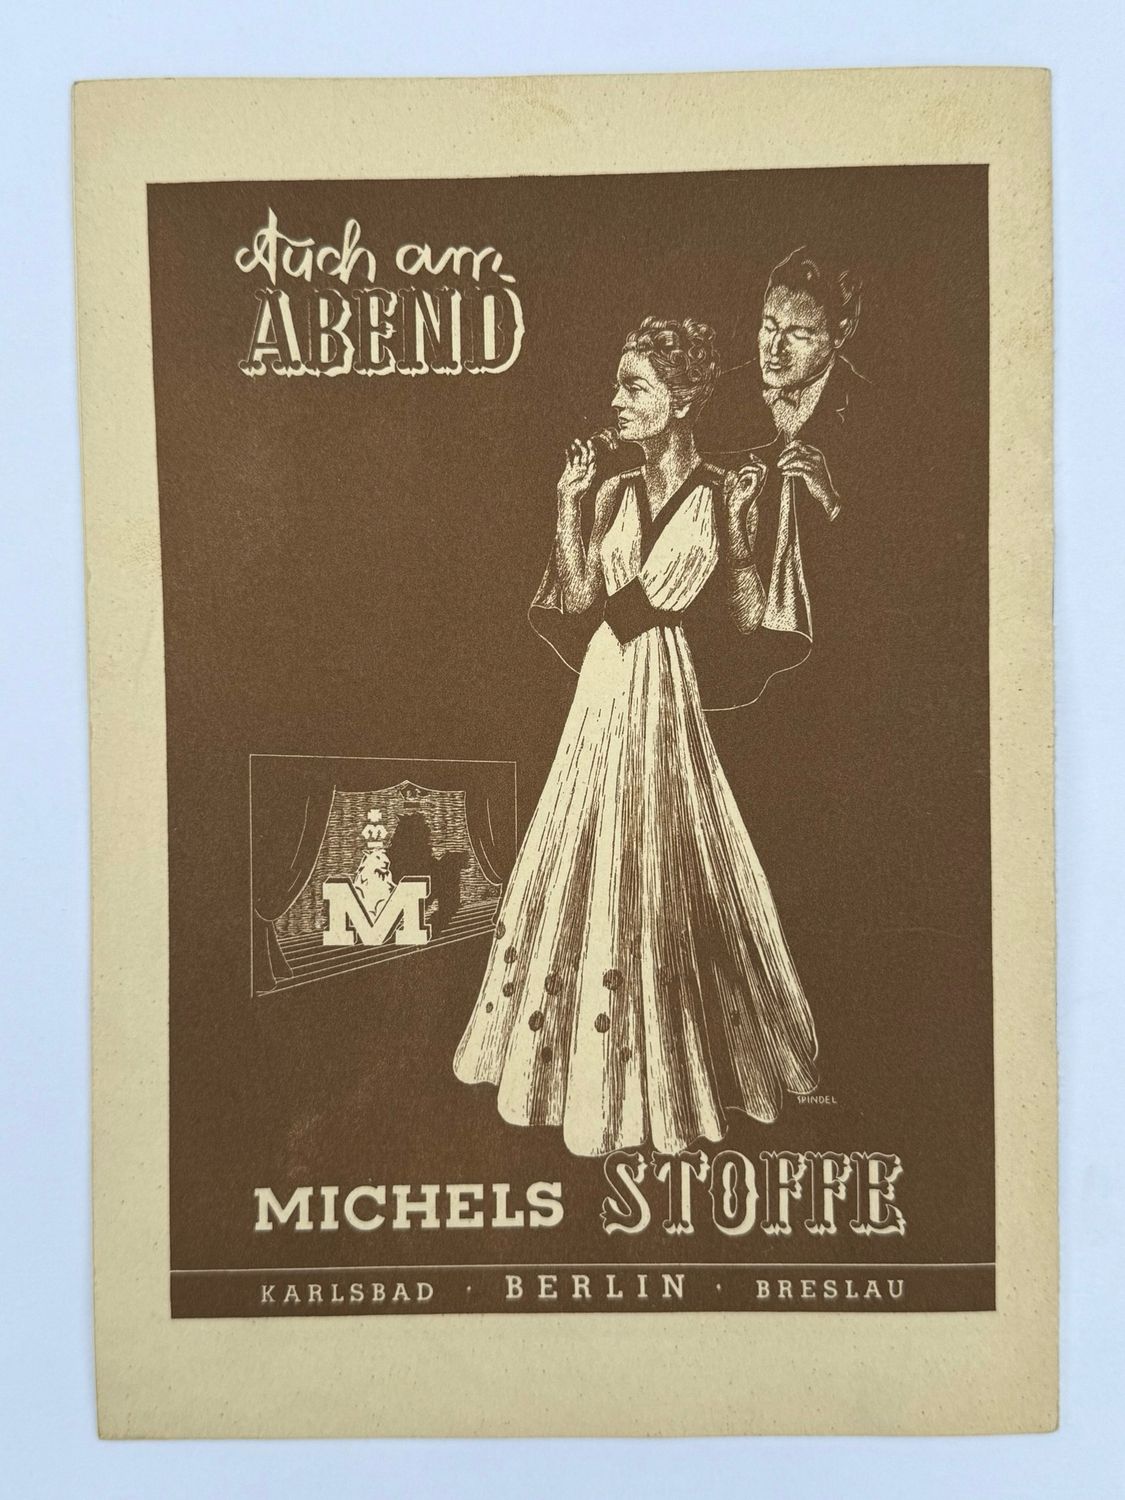 Auch am
ABEND
M
SPINDEL
MICHELS STOFFE
KARLSBAD · BERLIN · BRESLAU